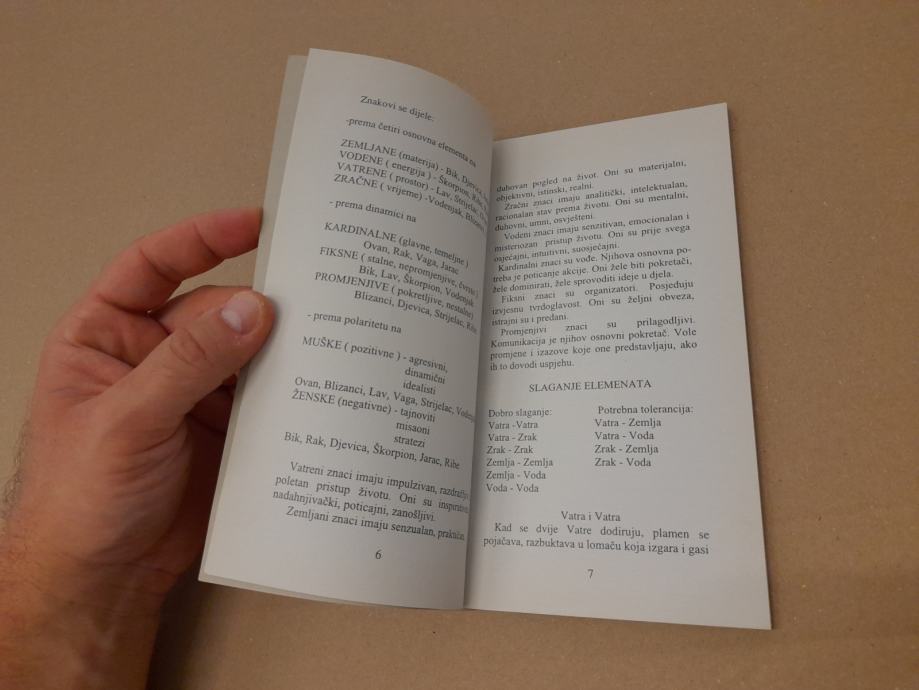 Znakovi se dijele:
-prema četiri osnovna elementa na
ZEMLJANE (materija) - Bik, Djevica,
VODENE ( energija ) - Škorpion, Ribe,
VATRENE ( prostor) - Lav, Strijelac,
ZRAČNE ( vrijeme) -Vodenjak,
- prema dinamici na
KARDINALNE (glavne, temeljne )
Ovan, Rak, Vaga, Jarac
FIKSNE ( stalne, nepromjenjive, čvrste )
Bik, Lav, Škorpion, Vodenjak
PROMJENJIVE ( pokretljive, nestalne)
Blizanci, Djevica, Strijelac, Ribe
- prema polaritetu na
MUŠKE ( pozitivne ) - agresivni,
dinamični
idealisti
Ovan, Blizanci, Lav, Vaga, Strijelac,
ŽENSKE (negativne) - tajnoviti
misaoni
stratezi
Bik, Rak, Djevica, Škorpion, Jarac, Ribe
Vatreni znaci imaju impulzivan,
poletan pristup životu. Oni su
nadahnjivački, poticajni, zanošljivi.
Zemljani znaci imaju senzualan, praktičan,
6
duhovan pogled na život. Oni su materijalni,
objektivni, istinski, realni.
Zračni znaci imaju analitički, intelektualan,
racionalan stav prema životu. Oni su mentalni,
duhovni, umni, osvješteni.
Vodeni znaci imaju senzitivan, emocionalan i
misteriozan pristup životu. Oni su prije svega
osjećajni, intuitivni, suosjećajni.
Kardinalni znaci su vođe. Njihova osnovna po-
treba je poticanje akcije. Oni žele biti pokretači,
žele dominirati, žele sprovoditi ideje u djela.
Fiksni znaci su organizatori. Posjeduju
izvjesnu tvrdoglavost. Oni su željni obveza,
istrajni su i predani.
Promjenjivi znaci su prilagodljivi.
Komunikacija je njihov osnovni pokretač. Vole
promjene i izazove koje one predstavljaju, ako
ih to dovodi uspjehu.
SLAGANJE ELEMENATA
Dobro slaganje: Potrebna tolerancija:
Vatra -Vatra Vatra - Zemlja
Vatra - Zrak Vatra - Voda
Zrak - Zrak Zrak - Zemlja
Zemlja - Zemlja Zrak - Voda
Zemlja - Voda
Voda - Voda
Vatra i Vatra
Kad se dvije Vatre dodiruju, plamen se
pojačava, razbuktava u lomaču koja izgara i gasi
7